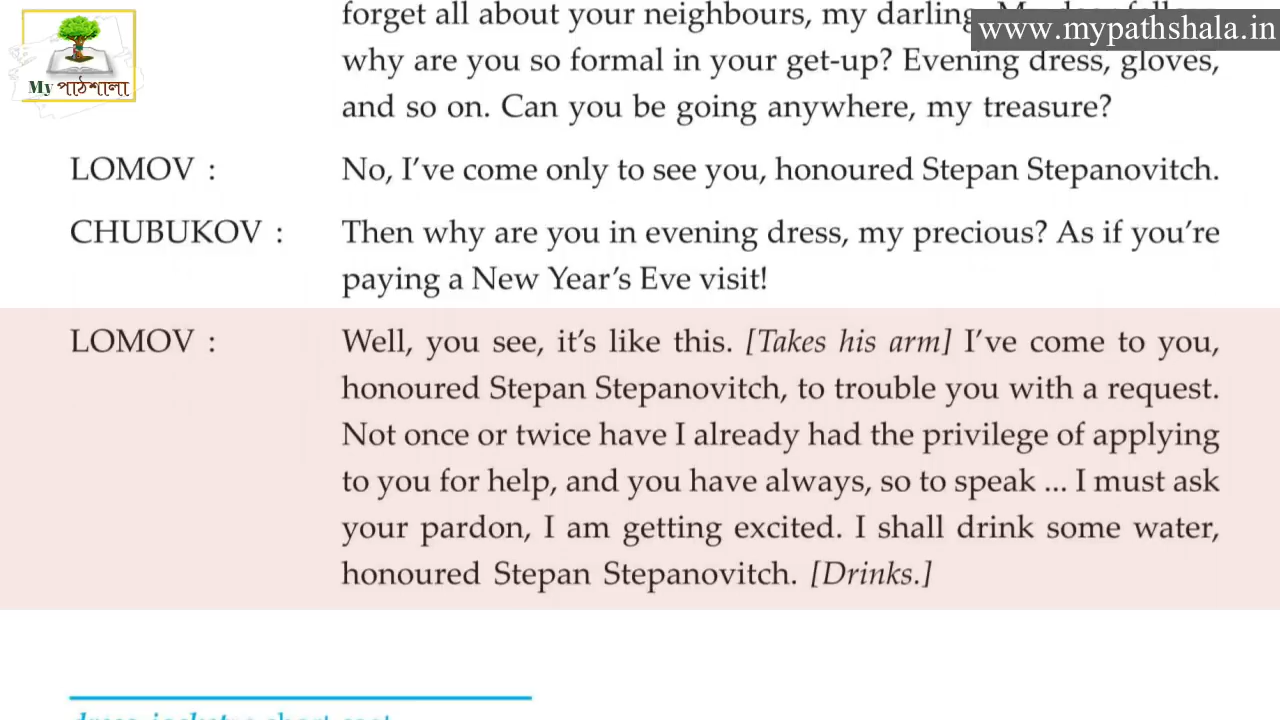 www.mypathshala.in
My পাঠশালা
forget all about your neighbours, my darling.
why are you so formal in your get-up? Evening dress, gloves,
and so on. Can you be going anywhere, my treasure?
LOMOV : No, I've come only to see you, honoured Stepan Stepanovitch.
CHUBUKOV : Then why are you in evening dress, my precious? As if you're
paying a New Year's Eve visit!
LOMOV : Well, you see, it's like this. [Takes his arm] I've come to you,
honoured Stepan Stepanovitch, to trouble you with a request.
Not once or twice have I already had the privilege of applying
to you for help, and you have always, so to speak ... I must ask
your pardon, I am getting excited. I shall drink some water,
honoured Stepan Stepanovitch. [Drinks.]